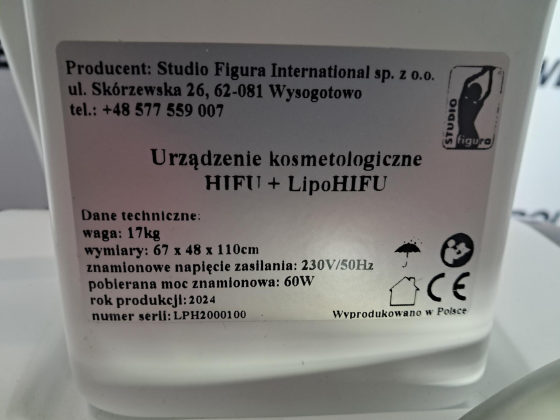 Producent: Studio Figura International sp. z o.o.
ul. Skórzewska 26, 62-081 Wysogotowo
tel.: +48 577 559 007
STUDIO
figura
Urządzenie kosmetologiczne
HIFU + LipoHIFU
Dane techniczne:
waga: 17kg
wymiary: 67 x 48 x 110cm
znamionowe napięcie zasilania: 230V/50Hz
pobierana moc znamionowa: 60W
rok produkcji: 2024
numer serii: LPH2000100
CE
Wyprodukowano w Polsce